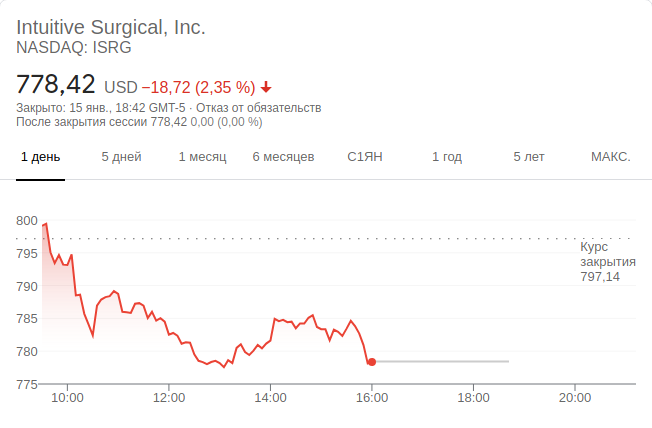 Intuitive Surgical, Inc.
NASDAQ: ISRG
778,42 USD −18,72 (2,35 %)
Закрыто: 15 янв., 18:42 GMT-5 · Отказ от обязательств
После закрытия сессии 778,42 0,00 (0,00 %)
1 день 5 дней 1 месяц 6 месяцев С1ЯН 1 год 5 лет МАКС.
800
795
790
785
780
775
Курс
закрытия
797,14
10:00 12:00 14:00 16:00 18:00 20:00